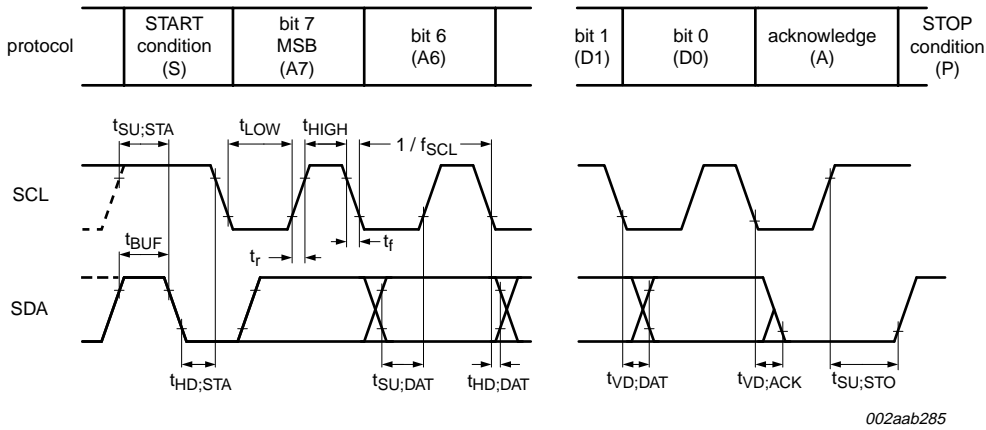 protocol
START
condition
(S)
bit 7
MSB
(A7)
bit 6
(A6)
bit 1
(D1)
bit 0
(D0)
acknowledge
(A)
STOP
condition
(P)
tSU;STA
tLOW
tHIGH
1 / fSCL
SCL
tBUF
tr
tf
SDA
tHD;STA
tSU;DAT
tHD;DAT
tVD;DAT
tVD;ACK
tSU;STO
002aab285